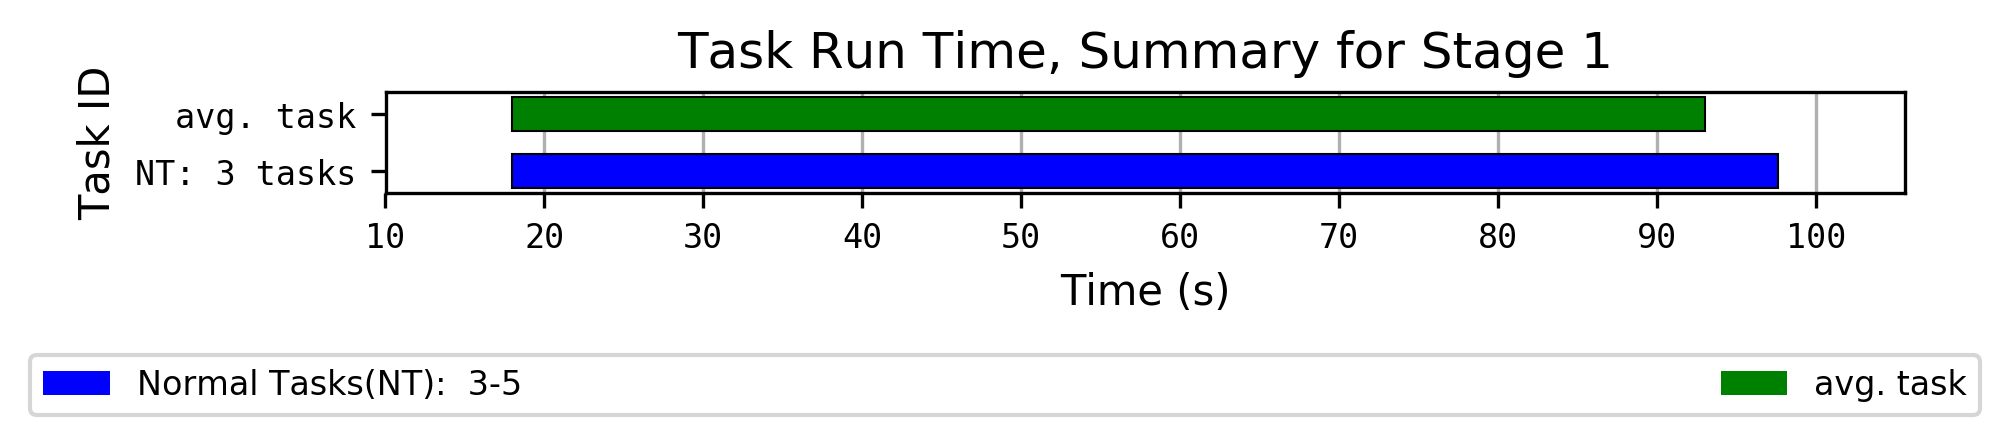 Task Run Time, Summary for Stage 1
Task ID
avg. task
NT: 3 tasks
10 20 30 40 50 60 70 80 90 100
Time (s)
Normal Tasks(NT):  3-5
avg. task